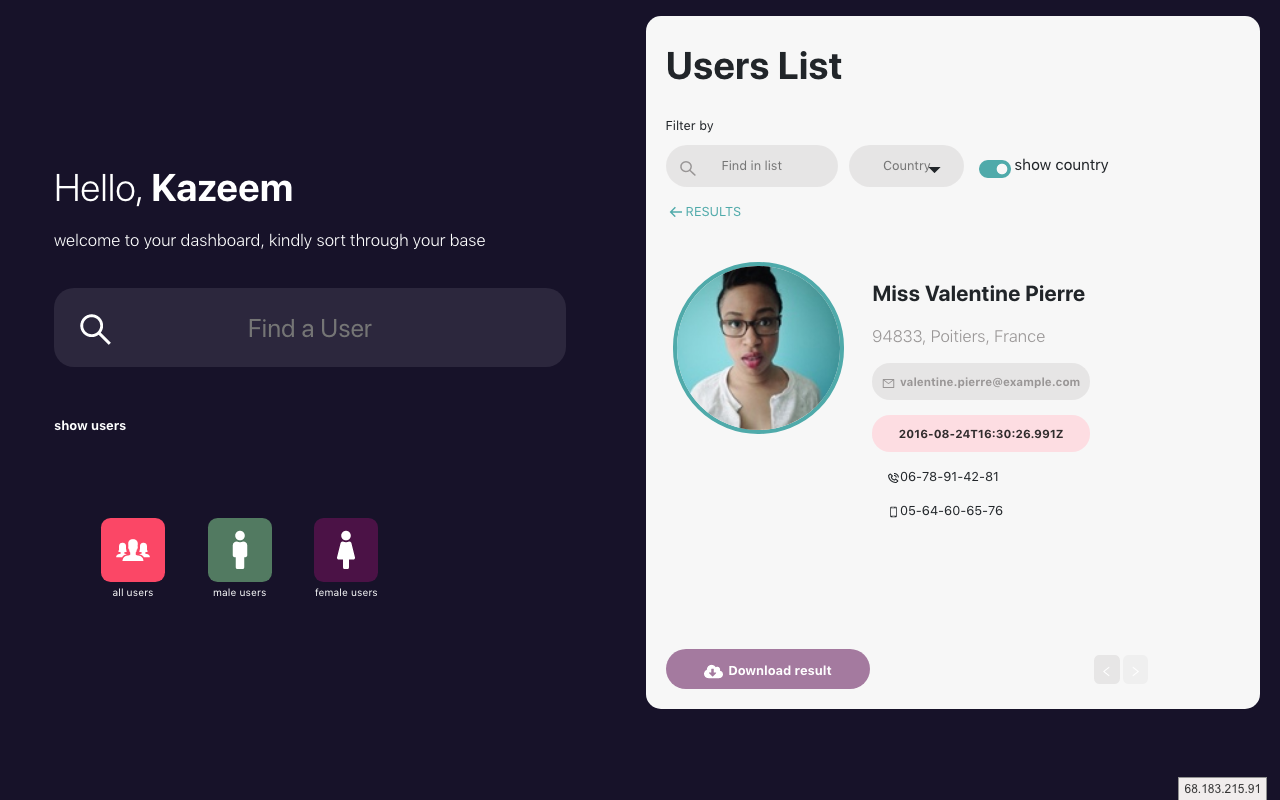 Hello, Kazeem
welcome to your dashboard, kindly sort through your base
Find a User
show users
all users
male users
female users
Users List
Filter by
Find in list
Country
show country
RESULTS
Miss Valentine Pierre
94833, Poitiers, France
valentine.pierre@example.com
2016-08-24T16:30:26.991Z
06-78-91-42-81
05-64-60-65-76
Download result
< >
68.183.215.91